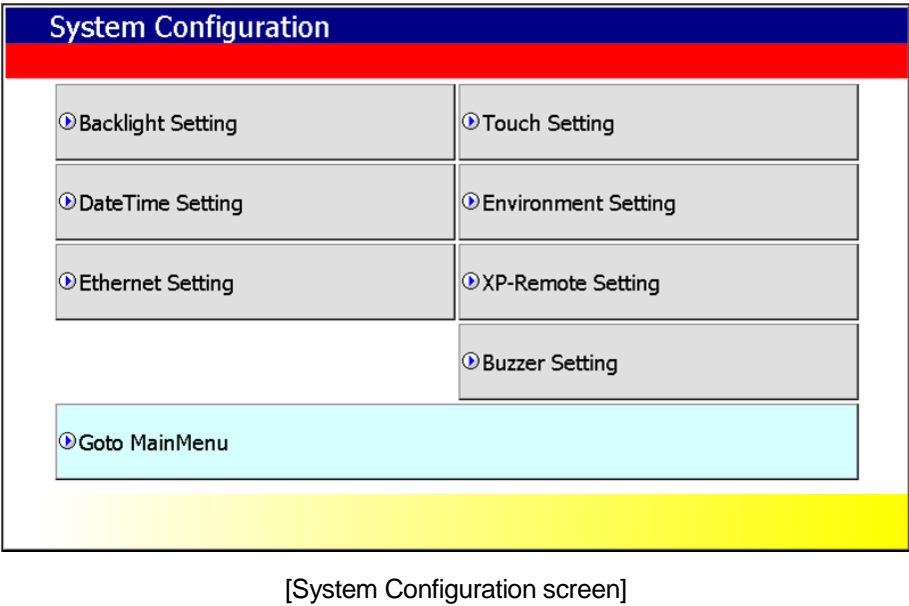 System Configuration
Backlight Setting
Touch Setting
DateTime Setting
Environment Setting
Ethernet Setting
XP-Remote Setting
Buzzer Setting
Goto MainMenu
[System Configuration screen]